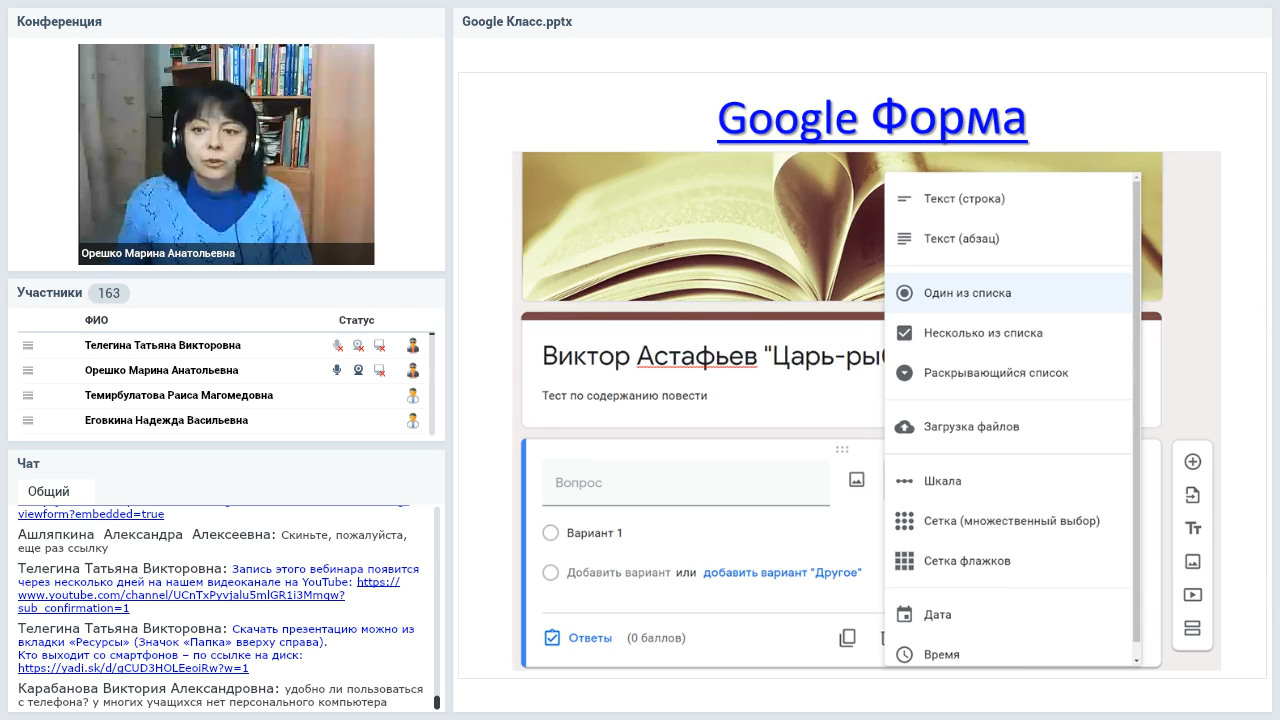 Конференция
Орешко Марина Анатольевна
Участники 163
ФИО Статус
Телегина Татьяна Викторовна
Орешко Марина Анатольевна
Темирбулатова Раиса Магомедовна
Еговкина Надежда Васильевна
Чат
Общий
viewform?embedded=true
Ашляпкина Александра Алексеевна: Скиньте, пожалуйста,
еще раз ссылку
Телегина Татьяна Викторовна: Запись этого вебинара появится
через несколько дней на нашем видеоканале на YouTube: https://
www.youtube.com/channel/UCnTxPyvjalu5mlGR1i3Mmqw?
sub_confirmation=1
Телегина Татьяна Викторовна: Скачать презентацию можно из
вкладки «Ресурсы» (Значок «Папка» вверху справа).
Кто выходит со смартфонов – по ссылке на диск:
https://yadi.sk/d/gCUD3HOLEeoiRw?w=1
Карабанова Виктория Александровна: удобно ли пользоваться
с телефона? у многих учащихся нет персонального компьютера
Google Класс.pptx
Google Форма
Виктор Астафьев "Царь-рыб
Тест по содержанию повести
Вопрос
Вариант 1
Добавить вариант или добавить вариант "Другое"
Ответы (0 баллов)
Текст (строка)
Текст (абзац)
Один из списка
Несколько из списка
Раскрывающийся список
Загрузка файлов
Шкала
Сетка (множественный выбор)
Сетка флажков
Дата
Время
Тт